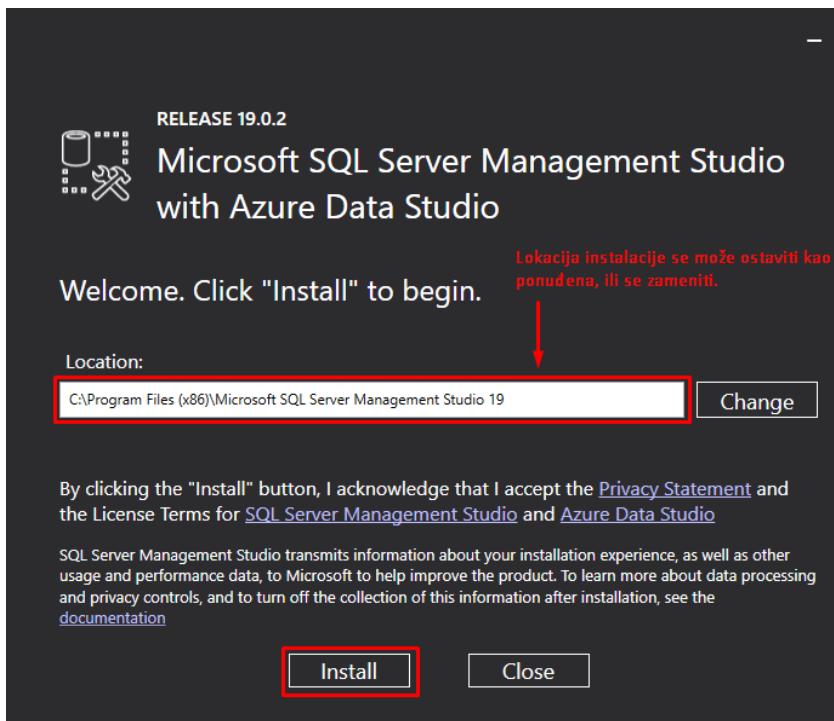 RELEASE 19.0.2
Microsoft SQL Server Management Studio
with Azure Data Studio
Lokacija instalacije se može ostaviti kao
ponuđena, ili se zameniti.
Welcome. Click "Install" to begin.
Location:
C:\Program Files (x86)\Microsoft SQL Server Management Studio 19
Change
By clicking the "Install" button, I acknowledge that I accept the Privacy Statement and
the License Terms for SQL Server Management Studio and Azure Data Studio
SQL Server Management Studio transmits information about your installation experience, as well as other
usage and performance data, to Microsoft to help improve the product. To learn more about data processing
and privacy controls, and to turn off the collection of this information after installation, see the
documentation
Install
Close